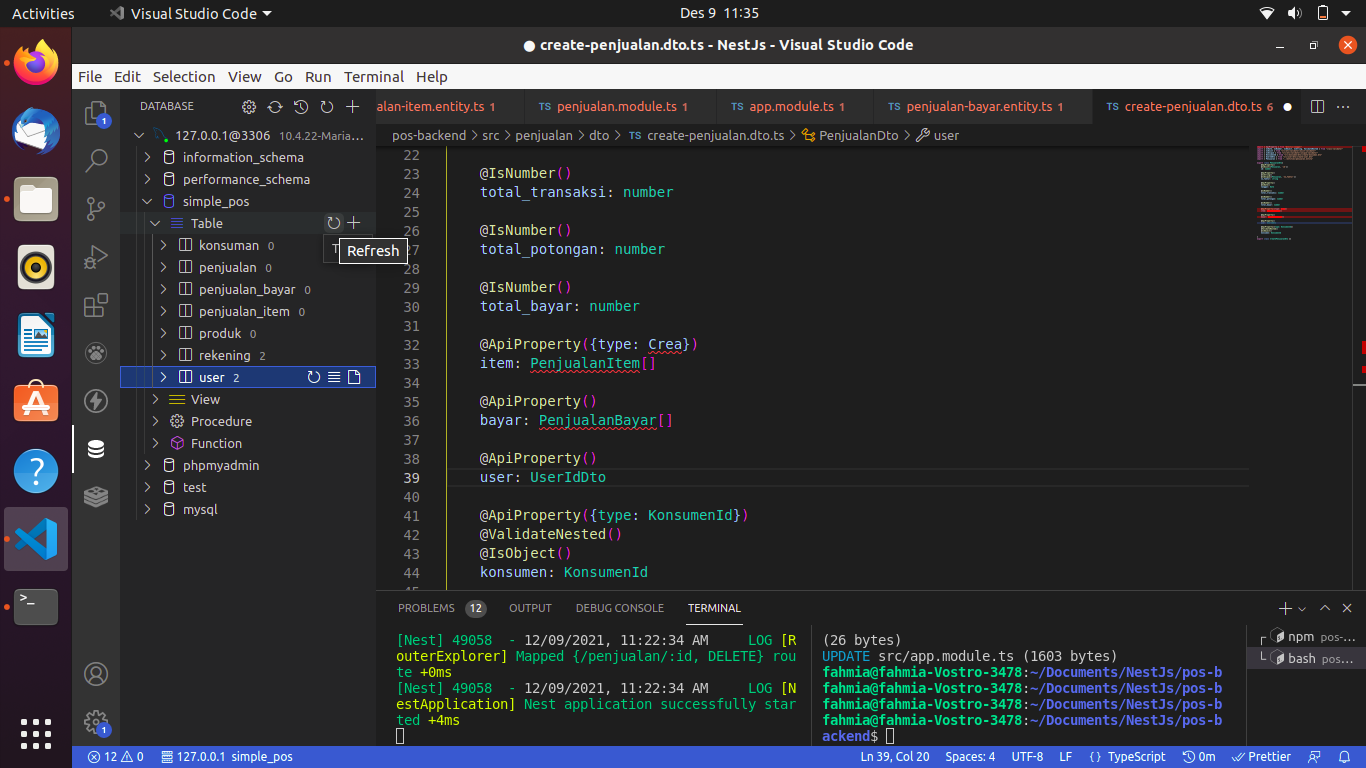 Activities
Visual Studio Code
Des 9 11:35
create-penjualan.dto.ts - NestJs - Visual Studio Code
File Edit Selection View Go Run Terminal Help
DATABASE
127.0.0.1@3306 10.4.22-Maria...
information_schema
performance_schema
simple_pos
Table
konsuman 0
Refresh
penjualan 0
penjualan_bayar 0
penjualan_item 0
produk 0
rekening 2
user 2
View
Procedure
Function
phpmyadmin
test
mysql
alan-item.entity.ts 1
TS penjualan.module.ts 1
TS app.module.ts 1
TS penjualan-bayar.entity.ts 1
TS create-penjualan.dto.ts 6
pos-backend > src > penjualan > dto > TS create-penjualan.dto.ts > PenjualanDto > user
22
23 @IsNumber()
24 total_transaksi: number
25
26 @IsNumber()
27 total_potongan: number
28
29 @IsNumber()
30 total_bayar: number
31
32 @ApiProperty({type: Crea})
33 item: PenjualanItem[]
34
35 @ApiProperty()
36 bayar: PenjualanBayar[]
37
38 @ApiProperty()
39 user: UserIdDto
40
41 @ApiProperty({type: KonsumenId})
42 @ValidateNested()
43 @IsObject()
44 konsumen: KonsumenId
PROBLEMS 12 OUTPUT DEBUG CONSOLE TERMINAL
[Nest] 49058 - 12/09/2021, 11:22:34 AM LOG [R
outerExplorer] Mapped {/penjualan/:id, DELETE} rou
te +0ms
[Nest] 49058 - 12/09/2021, 11:22:34 AM LOG [N
estApplication] Nest application successfully star
ted +4ms
(26 bytes)
UPDATE src/app.module.ts (1603 bytes)
fahmia@fahmia-Vostro-3478:~/Documents/NestJs/pos-b
fahmia@fahmia-Vostro-3478:~/Documents/NestJs/pos-b
fahmia@fahmia-Vostro-3478:~/Documents/NestJs/pos-b
fahmia@fahmia-Vostro-3478:~/Documents/NestJs/pos-b
ackend$
npm pos-...
bash pos...
12 0 127.0.0.1 simple_pos
Ln 39, Col 20 Spaces: 4 UTF-8 LF {} TypeScript 0m Prettier